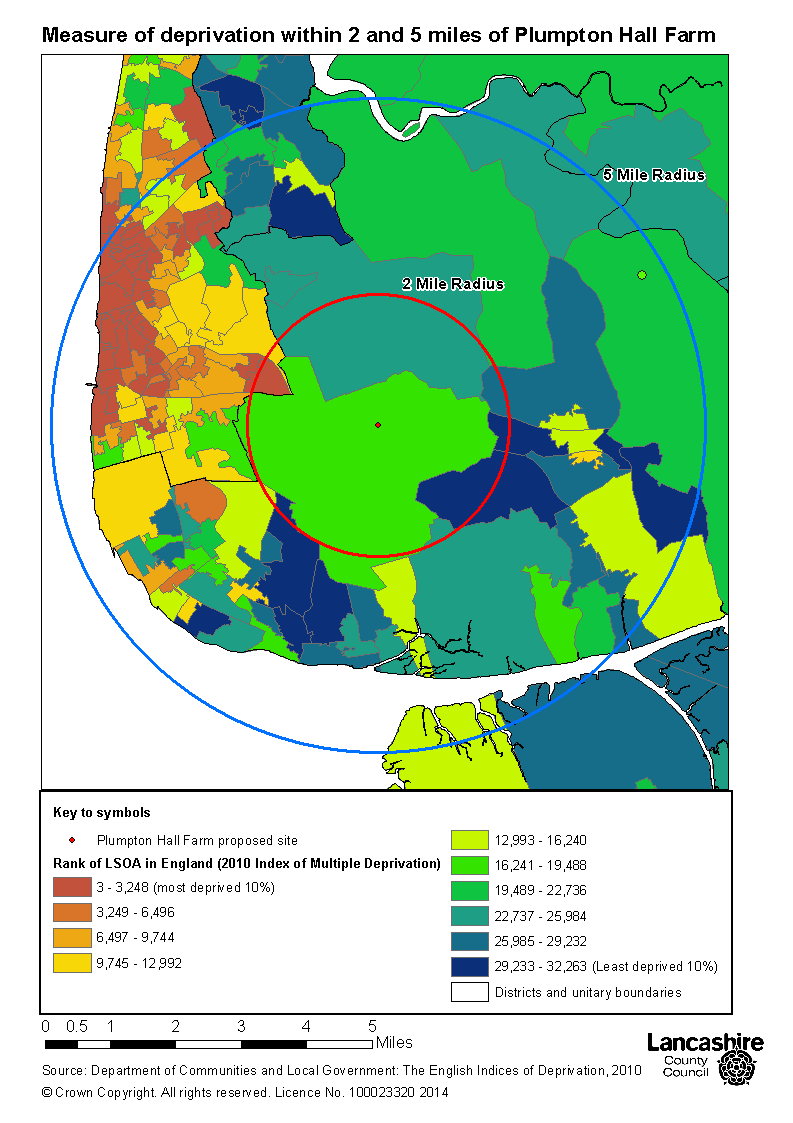 Measure of deprivation within 2 and 5 miles of Plumpton Hall Farm
5 Mile Radius
2 Mile Radius
Key to symbols
Plumpton Hall Farm proposed site
Rank of LSOA in England (2010 Index of Multiple Deprivation)
3 - 3,248 (most deprived 10%)
3,249 - 6,496
6,497 - 9,744
9,745 - 12,992
12,993 - 16,240
16,241 - 19,488
19,489 - 22,736
22,737 - 25,984
25,985 - 29,232
29,233 - 32,263 (Least deprived 10%)
Districts and unitary boundaries
0 0.5 1 2 3 4 5
Miles
Lancashire
County
Council
Source: Department of Communities and Local Government: The English Indices of Deprivation, 2010
© Crown Copyright. All rights reserved. Licence No. 100023320 2014